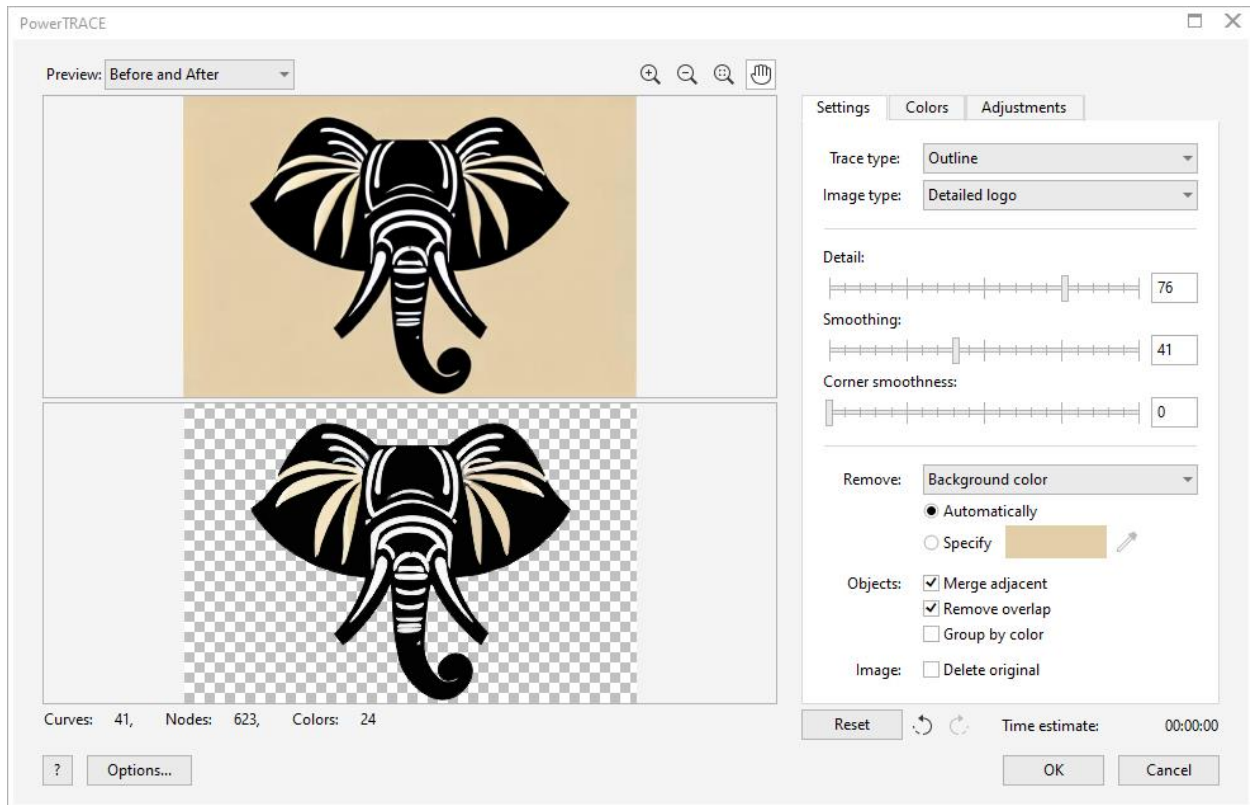 PowerTRACE
Preview: Before and After
Settings Colors Adjustments
Trace type: Outline
Image type: Detailed logo
Detail:
76
Smoothing:
41
Corner smoothness:
0
Remove: Background color
Automatically
Specify
Objects: Merge adjacent
Remove overlap
Group by color
Image: Delete original
Curves: 41, Nodes: 623, Colors: 24
Reset Time estimate: 00:00:00
? Options... OK Cancel